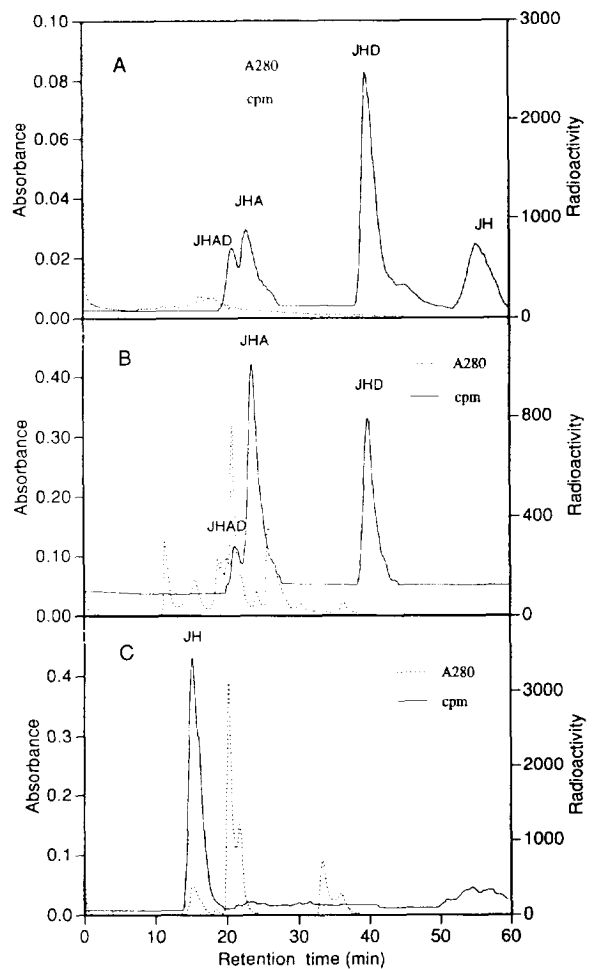 0.10
0.08
0.06
0.04
0.02
0.00
Absorbance
A
A280
cpm
JHAD
JHA
JHD
JH
3000
2000
1000
0
Radioactivity
0.40
0.30
0.20
0.10
0.00
Absorbance
B
JHAD
JHA
JHD
A280
cpm
800
400
0
Radioactivity
0.4
0.3
0.2
0.1
0.0
Absorbance
C
JH
A280
cpm
3000
2000
1000
0
Radioactivity
0
10
20
30
40
50
60
Retention time (min)